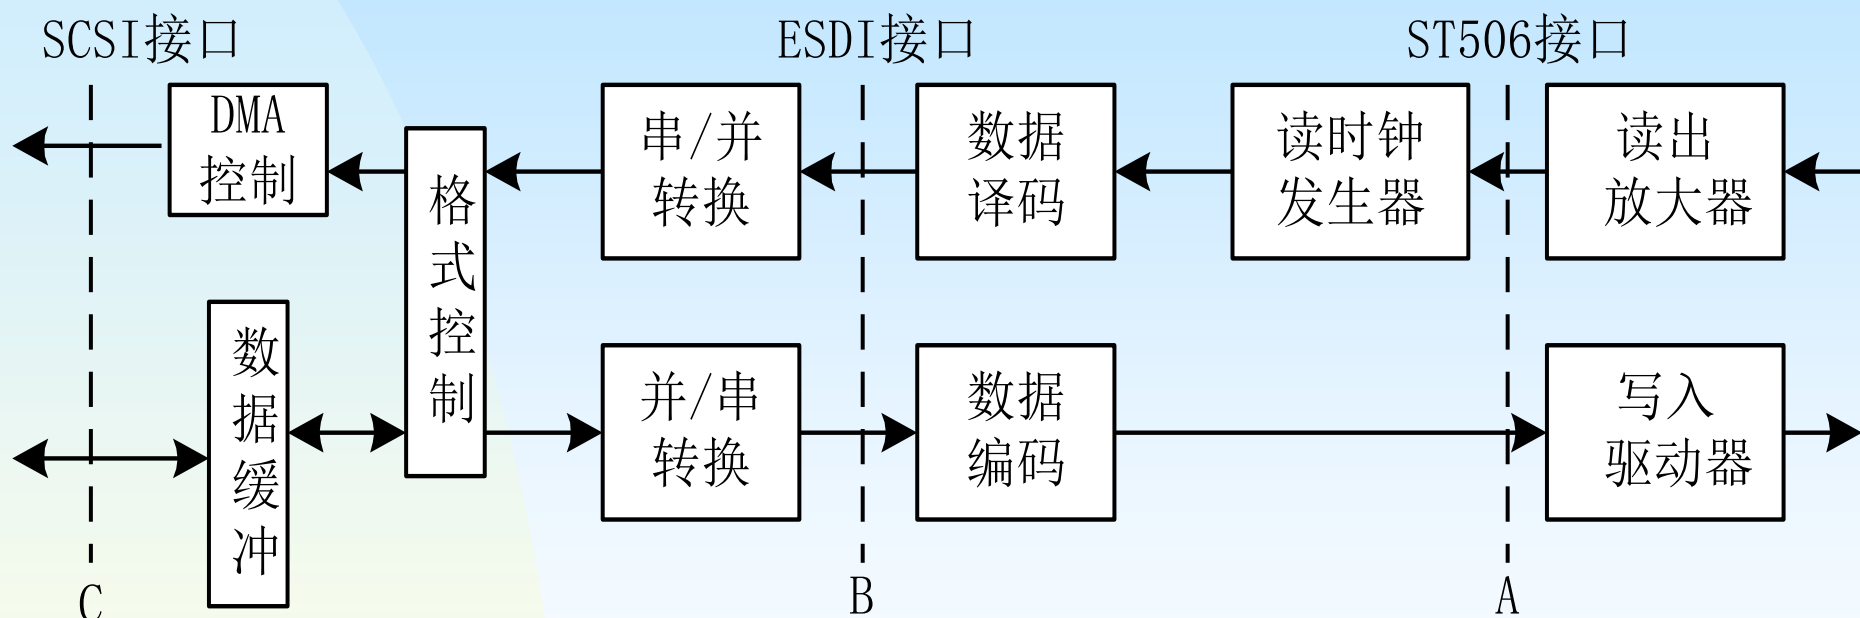 SCSI接口
ESDI接口
ST506接口
DMA
控制
格式控制
串/并
转换
数据
译码
读时钟
发生器
读出
放大器
数据缓冲
并/串
转换
数据
编码
写入
驱动器
C
B
A